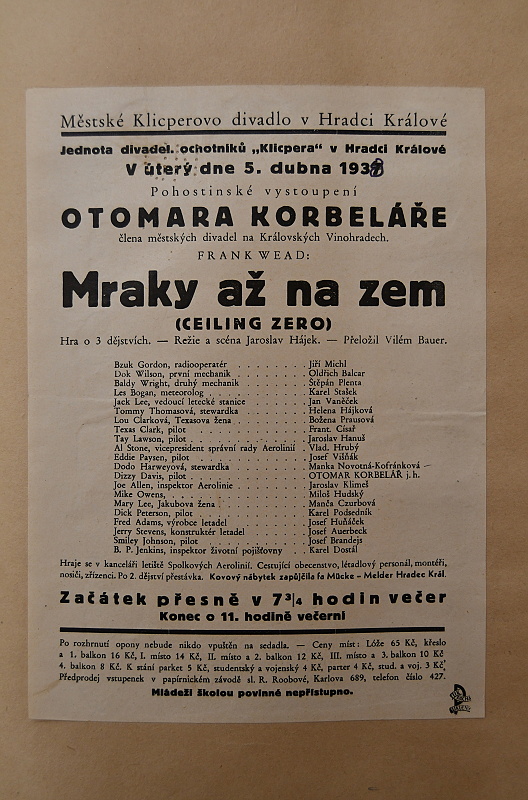 Městské Klicperovo divadlo v Hradci Králové
Jednota divadel. ochotníků „Klicpera" v Hradci Králové
V úterý dne 5. dubna 1938
Pohostinské vystoupení
OTOMARA KORBELÁŘE
člena městských divadel na Královských Vinohradech.
FRANK WEAD:
Mraky až na zem
(CEILING ZERO)
Hra o 3 dějstvích. — Režie a scéna Jaroslav Hájek. — Přeložil Vilém Bauer.
Bzuk Gordon, radiooperatér . . . . . . . Jiří Michl
Dok Wilson, první mechanik . . . . . . . Oldřich Balcar
Baldy Wright, druhý mechanik . . . . . . . Štěpán Plenta
Les Bogan, meteorolog . . . . . . . Karel Stašek
Jack Lee, vedoucí letecké stanice . . . . . . . Jan Vaněček
Tommy Thomasová, stewardka . . . . . . . Helena Hájková
Lou Clarková, Texasova žena . . . . . . . Božena Prausová
Texas Clark, pilot . . . . . . . Frant. Císař
Tay Lawson, pilot . . . . . . . Jaroslav Hanuš
Al Stone, vicepresident správní rady Aerolinií . Vlad. Hrubý
Eddie Paysen, pilot . . . . . . . Josef Višňák
Dodo Harweyová, stewardka . . . . . . . Manka Novotná-Kofránková
Dizzy Davis, pilot . . . . . . . OTOMAR KORBELÁŘ j. h.
Joe Allen, inspektor Aerolinie . . . . . . . Jaroslav Klimeš
Mike Owens, . . . . . . . Miloš Hudský
Mary Lee, Jakubova žena . . . . . . . Manča Czurbová
Dick Peterson, pilot . . . . . . . Karel Podsedník
Fred Adams, výrobce letadel . . . . . . . Josef Huňáček
Jerry Stevens, konstruktér letadel . . . . . . . Josef Auerbeck
Smiley Johnson, pilot . . . . . . . Josef Brandejs
B. P. Jenkins, inspektor životní pojišťovny . . Karel Dostál
Hraje se v kanceláři letiště Spolkových Aerolinií. Cestující obecenstvo, létadlový personál, montéři,
nosiči, zřízenci. Po 2. dějství přestávka. Kovový nábytek zapůjčila fa Mücke - Melder Hradec Král.
Začátek přesně v 7 3/4 hodin večer
Konec o 11. hodině večerní
Po rozhrnutí opony nebude nikdo vpuštěn na sedadla. — Ceny míst: Lóže 65 Kč, křeslo
a 1. balkon 16 Kč, I. místo 14 Kč, II. místo a 2. balkon 12 Kč, III. místo a 3. balkon 10 Kč
4. balkon 8 Kč. K stání parket 5 Kč, studentský a vojenský 4 Kč, parter 4 Kč, stud. a voj. 3 Kč.
Předprodej vstupenek v papírnickém závodě sl. R. Roobové, Karlova 689, telefon číslo 427.
Mládeži školou povinné nepřístupno.